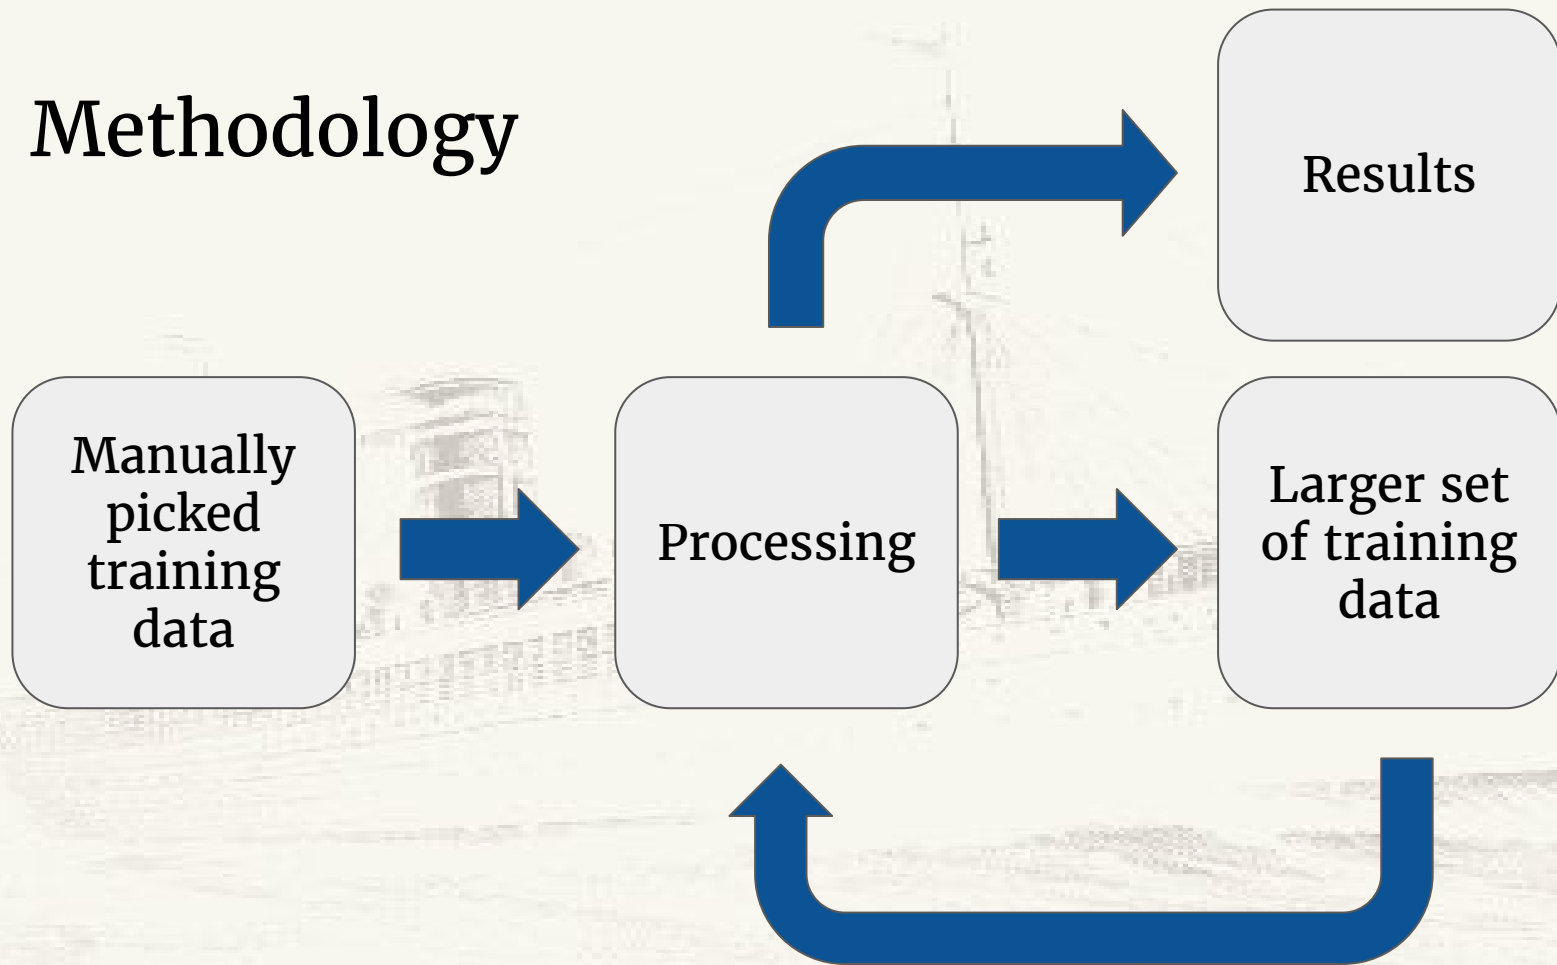 Methodology
Results
Manually
picked
training
data
Processing
Larger set
of training
data